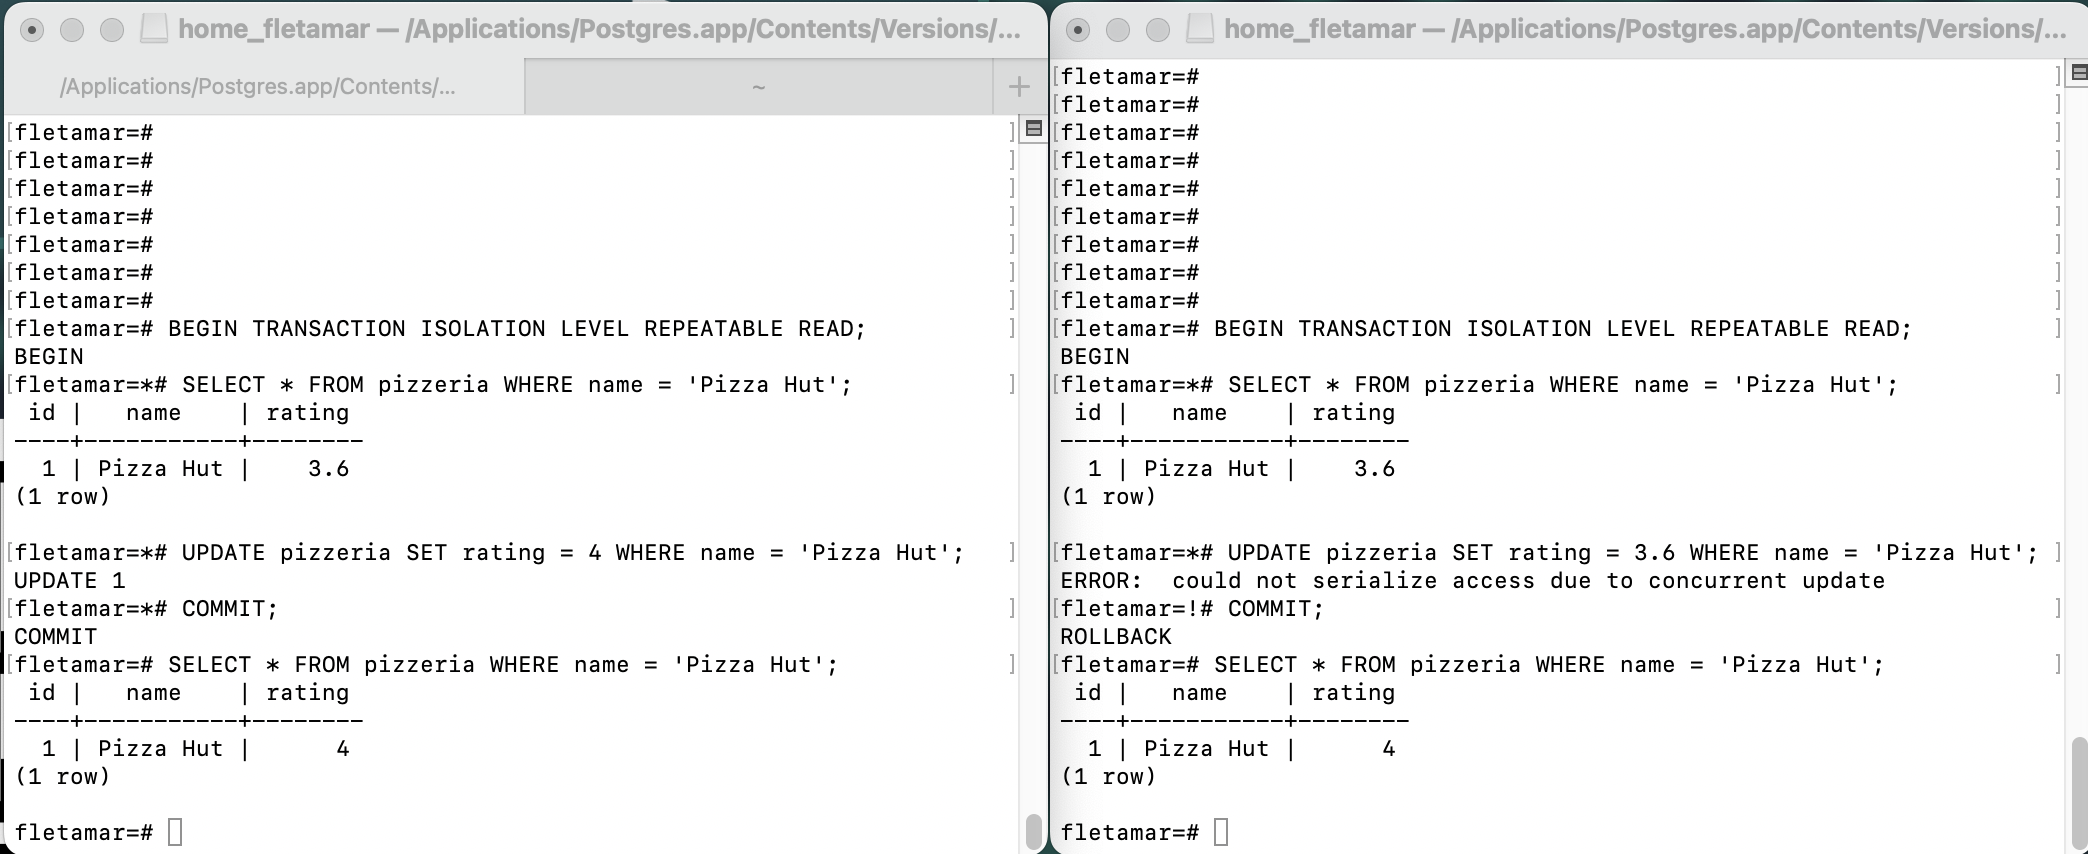 home_fletamar — /Applications/Postgres.app/Contents/Versions/...
/Applications/Postgres.app/Contents/... ~ +
[fletamar=# ]
[fletamar=# ]
[fletamar=# ]
[fletamar=# ]
[fletamar=# ]
[fletamar=# ]
[fletamar=# ]
[fletamar=# BEGIN TRANSACTION ISOLATION LEVEL REPEATABLE READ; ]
BEGIN
[fletamar=*# SELECT * FROM pizzeria WHERE name = 'Pizza Hut'; ]
 id |   name    | rating
----+-----------+--------
  1 | Pizza Hut |    3.6
(1 row)
[fletamar=*# UPDATE pizzeria SET rating = 4 WHERE name = 'Pizza Hut'; ]
UPDATE 1
[fletamar=*# COMMIT; ]
COMMIT
[fletamar=# SELECT * FROM pizzeria WHERE name = 'Pizza Hut'; ]
 id |   name    | rating
----+-----------+--------
  1 | Pizza Hut |      4
(1 row)
fletamar=#
home_fletamar — /Applications/Postgres.app/Contents/Versions/...
[fletamar=# ]
[fletamar=# ]
[fletamar=# ]
[fletamar=# ]
[fletamar=# ]
[fletamar=# ]
[fletamar=# ]
[fletamar=# ]
[fletamar=# ]
[fletamar=# BEGIN TRANSACTION ISOLATION LEVEL REPEATABLE READ; ]
BEGIN
[fletamar=*# SELECT * FROM pizzeria WHERE name = 'Pizza Hut'; ]
 id |   name    | rating
----+-----------+--------
  1 | Pizza Hut |    3.6
(1 row)
[fletamar=*# UPDATE pizzeria SET rating = 3.6 WHERE name = 'Pizza Hut'; ]
ERROR:  could not serialize access due to concurrent update
[fletamar=!# COMMIT; ]
ROLLBACK
[fletamar=# SELECT * FROM pizzeria WHERE name = 'Pizza Hut'; ]
 id |   name    | rating
----+-----------+--------
  1 | Pizza Hut |      4
(1 row)
fletamar=#